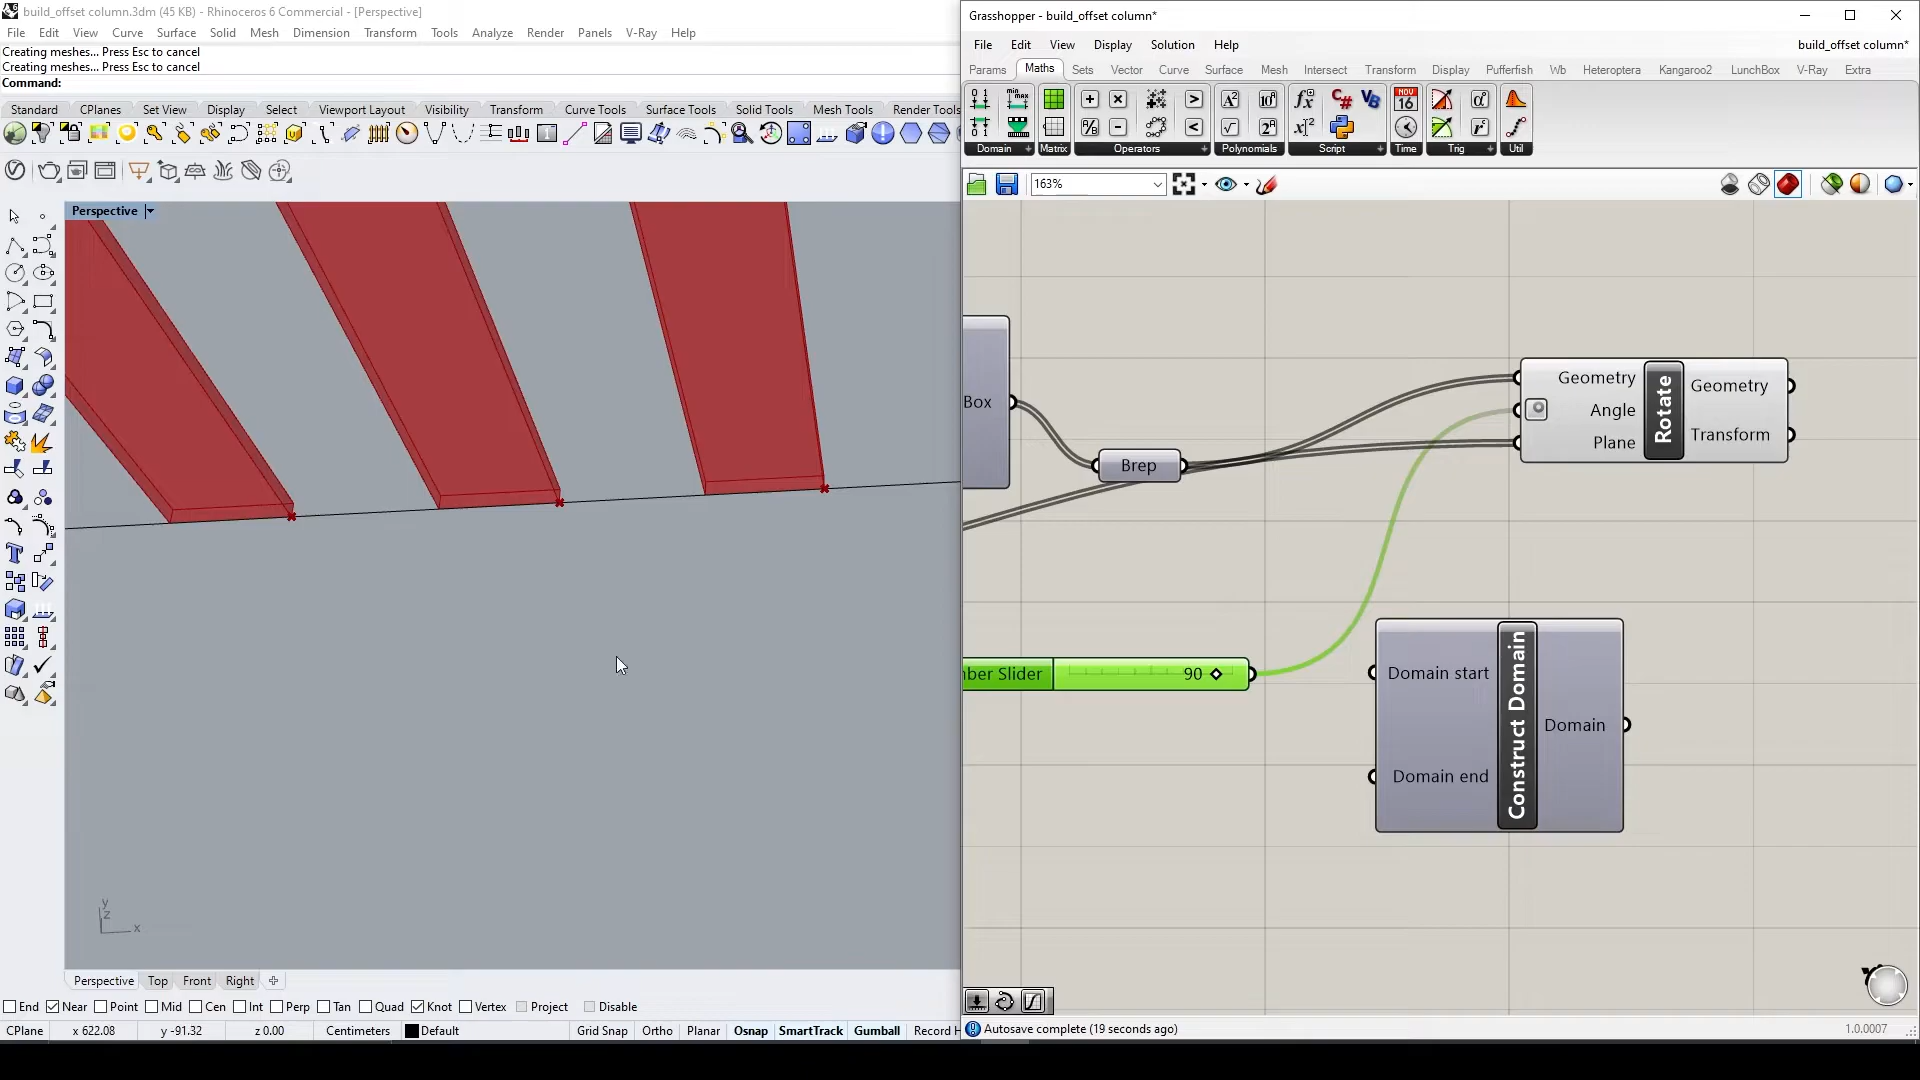 build_offset column.3dm (45 KB) - Rhinoceros 6 Commercial - [Perspective]
File Edit View Curve Surface Solid Mesh Dimension Transform Tools Analyze Render Panels V-Ray Help
Creating meshes... Press Esc to cancel
Creating meshes... Press Esc to cancel
Command:
Standard CPlanes Set View Display Select Viewport Layout Visibility Transform Curve Tools Surface Tools Solid Tools Mesh Tools Render Tools
Perspective
y
z
x
Perspective Top Front Right
End Near Point Mid Cen Int Perp Tan Quad Knot Vertex Project Disable
CPlane x 622.08 y -91.32 z 0.00 Centimeters Default Grid Snap Ortho Planar Osnap SmartTrack Gumball Record H
Grasshopper - build_offset column*
File Edit View Display Solution Help
build_offset column*
Params Maths Sets Vector Curve Surface Mesh Intersect Transform Display Pufferfish Wb Heteroptera Kangaroo2 LunchBox V-Ray Extra
Domain Matrix Operators Polynomials Script Time Trig Util
163%
Box
Brep
Geometry
Angle
Plane
Rotate
Geometry
Transform
mber Slider
90
Domain start
Domain end
Construct Domain
Domain
Autosave complete (19 seconds ago)
1.0.0007